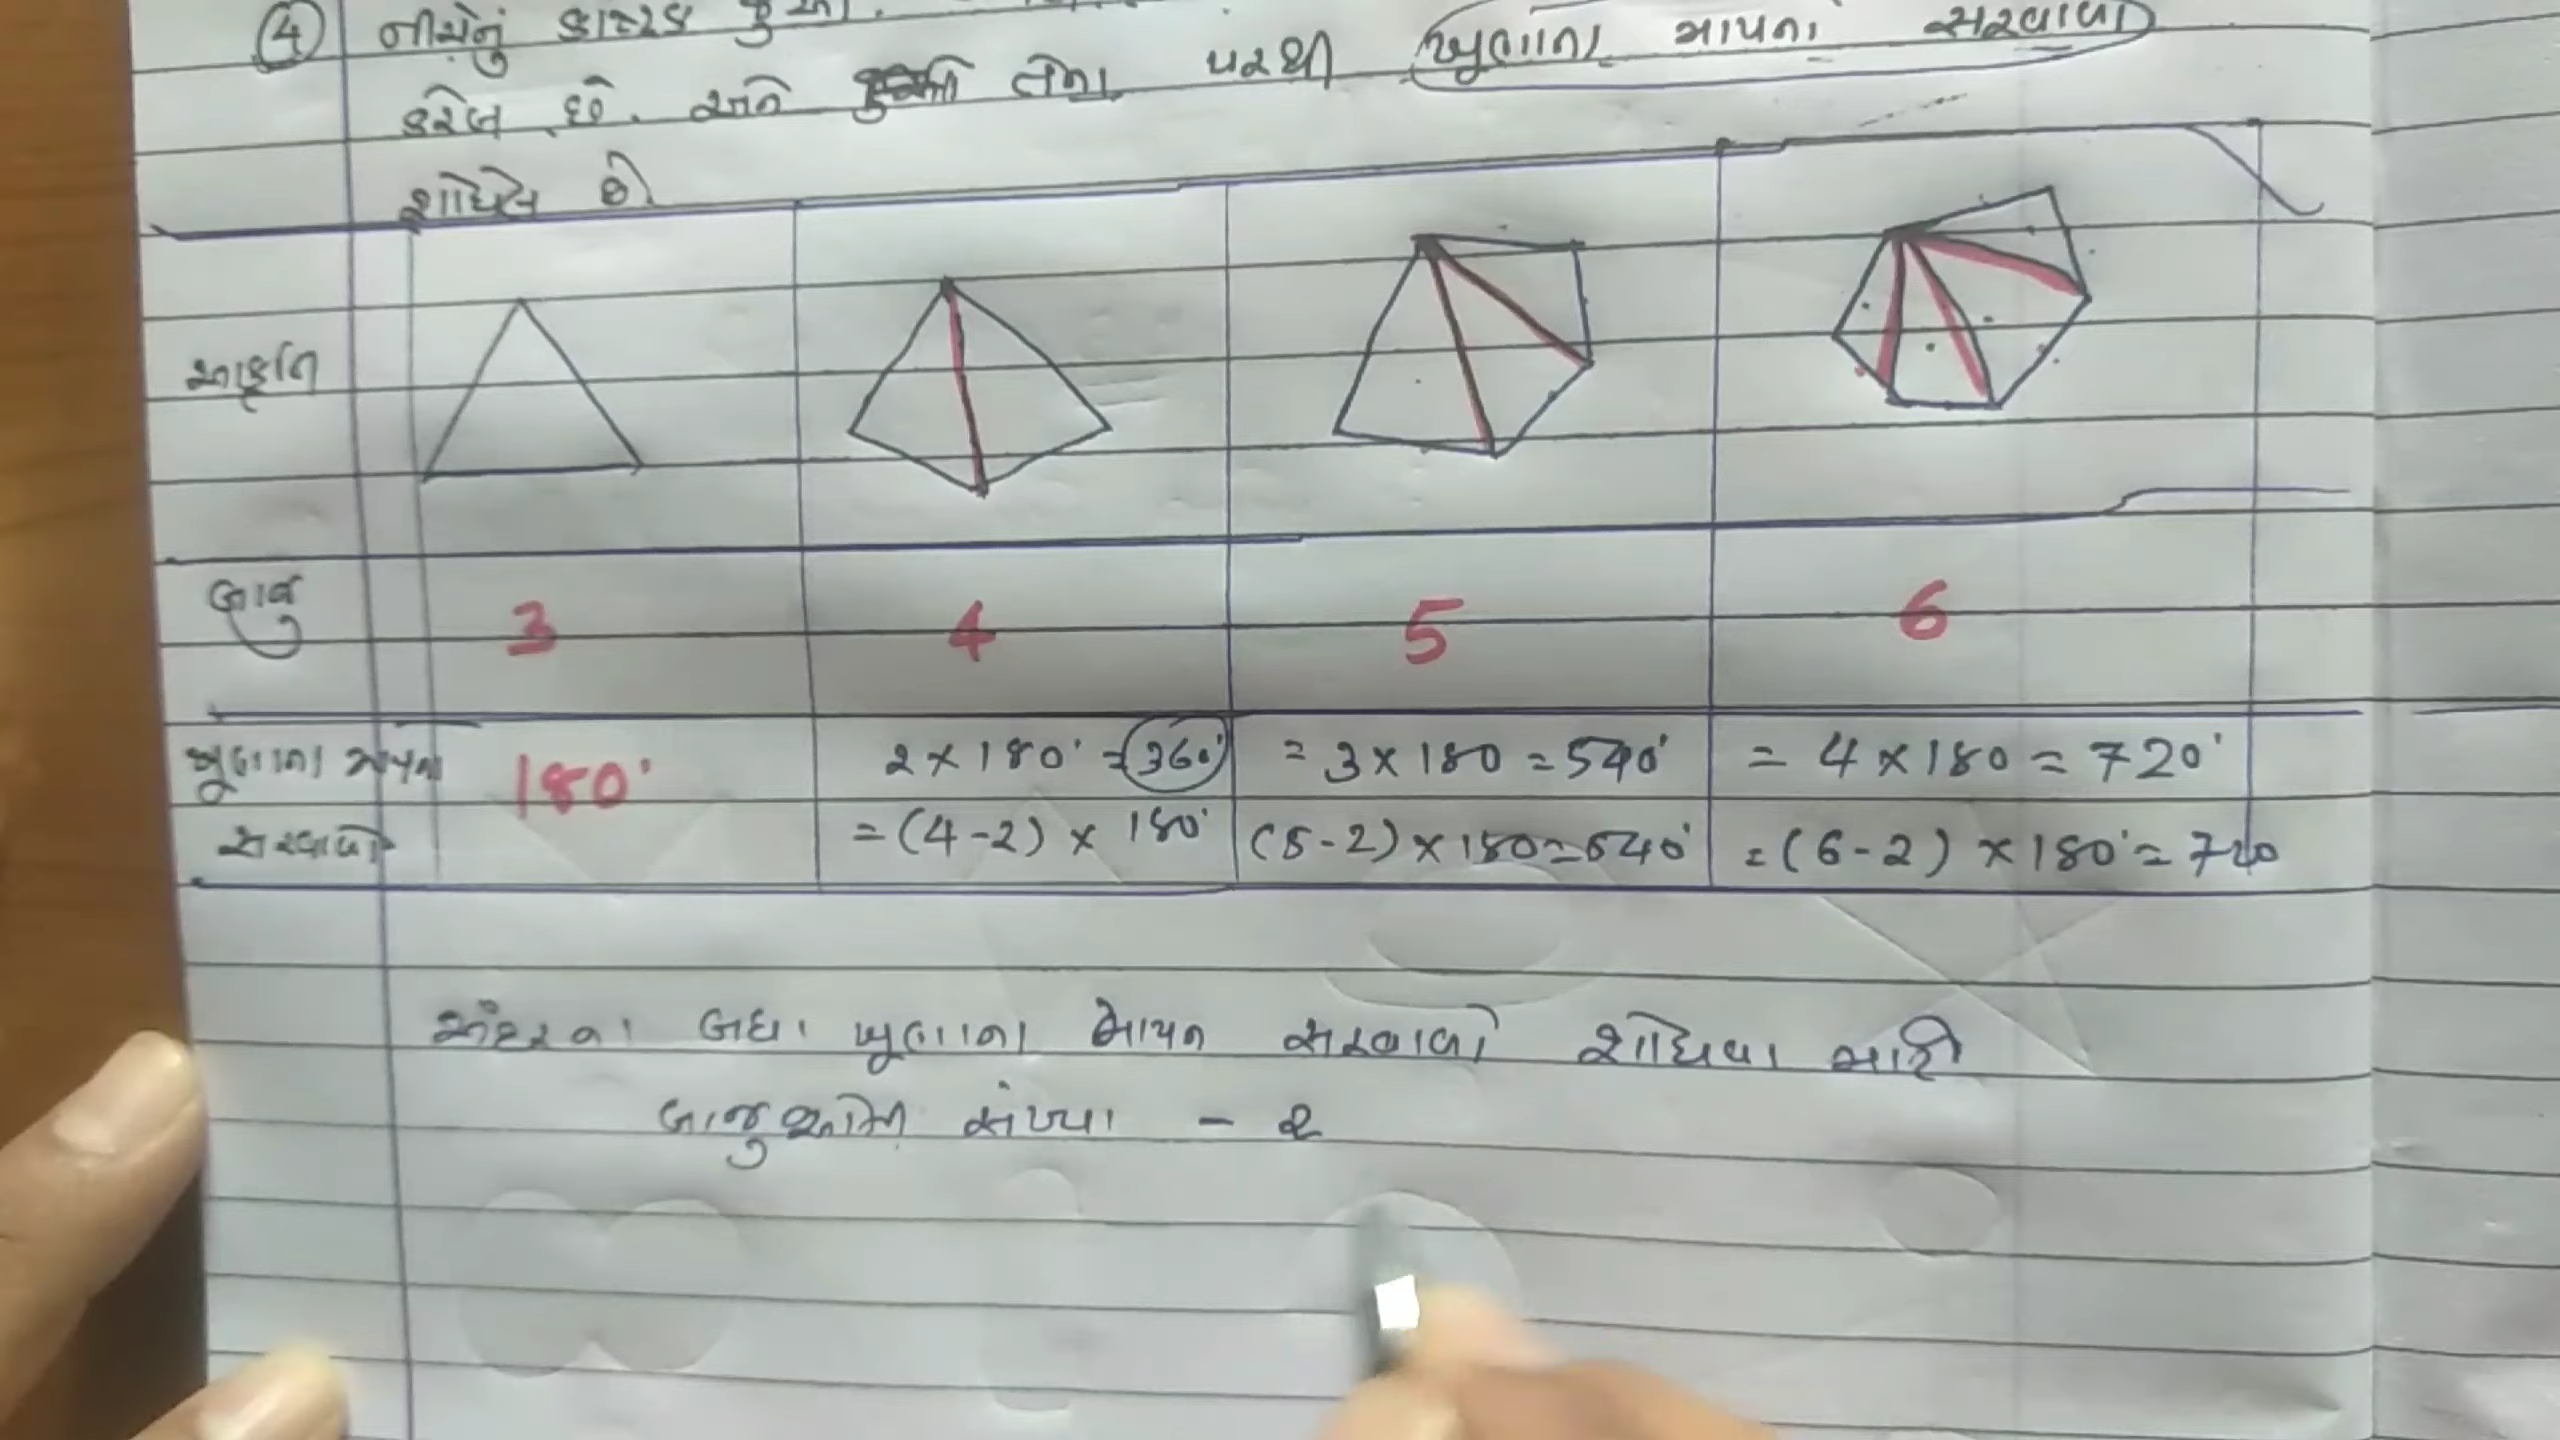 ④ નીચેનું કોષ્ટક જુઓ.
કરેલ છે. અને તેના પરથી ખૂણાના માપના સરવાળા
શોધેલ છે.
આકૃતિ
બાજુ 3 4 5 6
ખૂણાના માપના 180° 2 × 180° = 360° = 3 × 180 = 540° = 4 × 180 = 720°
સરવાળો = (4-2) × 180° (5-2) × 180 = 540° = (6-2) × 180° = 720
અંદરના બધા ખૂણાના માપન સરવાળો શોધવા માટે
બાજુઓની સંખ્યા - 2